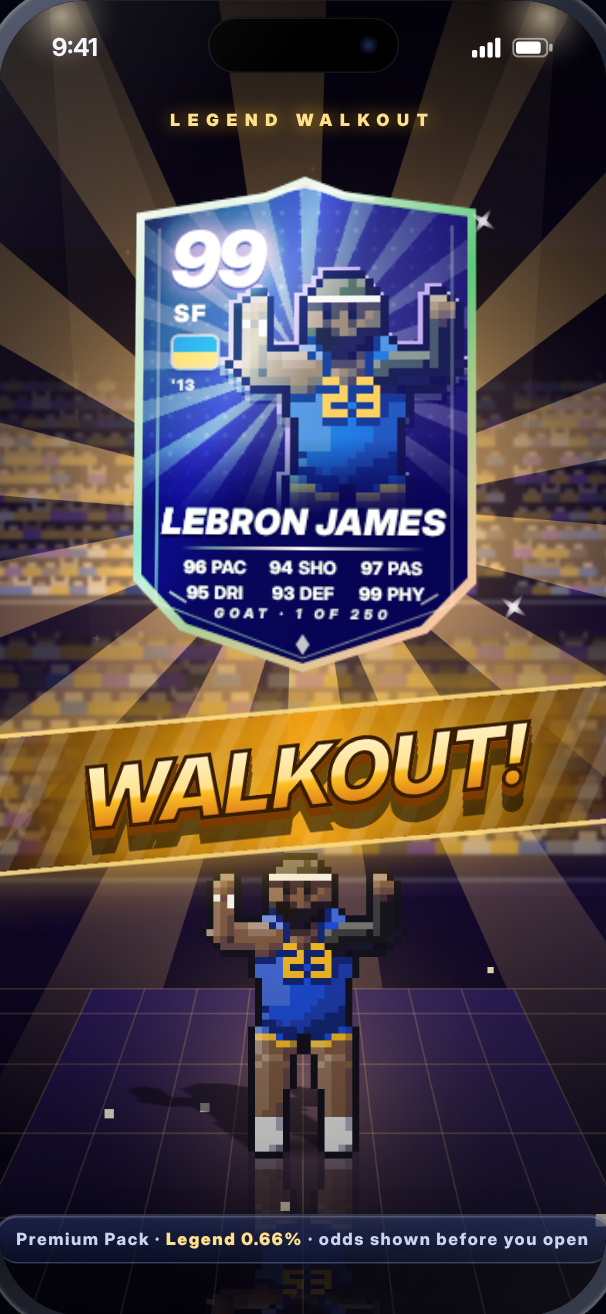 9:41
LEGEND WALKOUT
99
SF
'13
23
LEBRON JAMES
96 PAC 94 SHO 97 PAS
95 DRI 93 DEF 99 PHY
GOAT · 1 OF 250
WALKOUT!
23
Premium Pack · Legend 0.66% · odds shown before you open